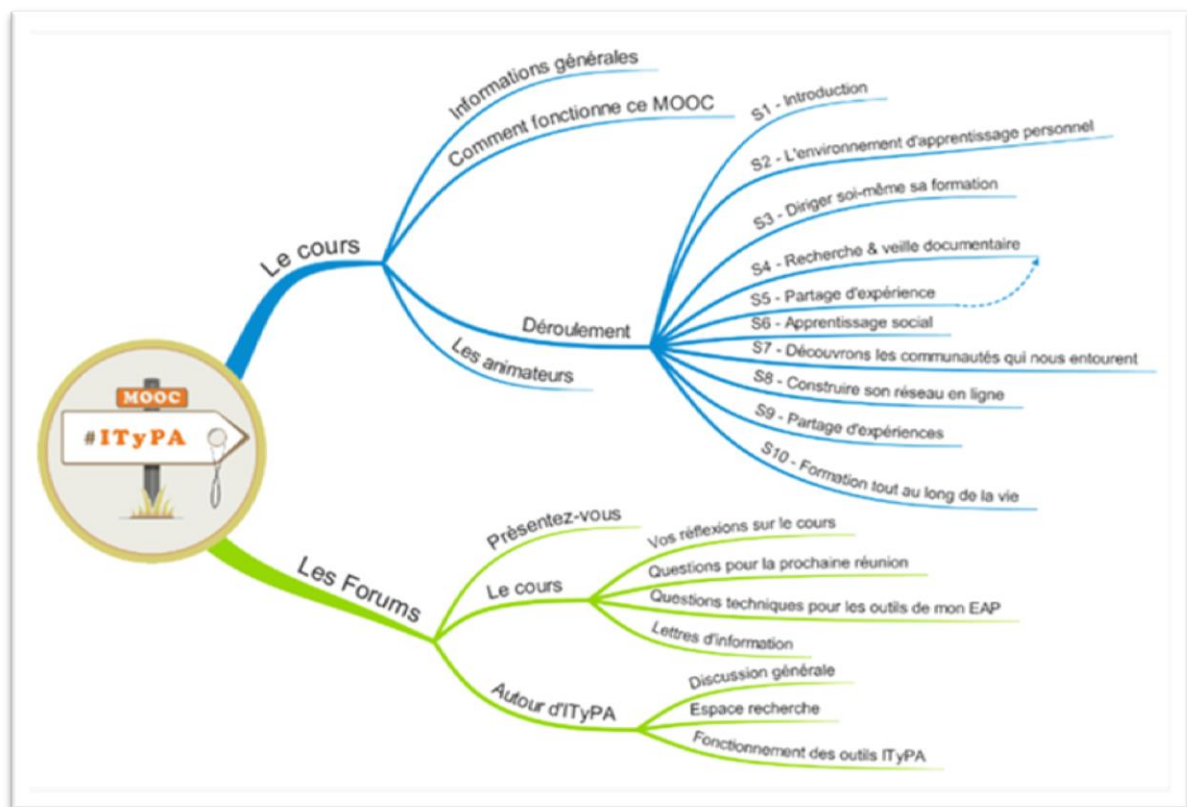 MOOC
#ITyPA
Le cours
Informations générales
Comment fonctionne ce MOOC
Déroulement
S1 - Introduction
S2 - L'environnement d'apprentissage personnel
S3 - Diriger soi-même sa formation
S4 - Recherche & veille documentaire
S5 - Partage d'expérience
S6 - Apprentissage social
S7 - Découvrons les communautés qui nous entourent
S8 - Construire son réseau en ligne
S9 - Partage d'expériences
S10 - Formation tout au long de la vie
Les animateurs
Les Forums
Présentez-vous
Le cours
Vos réflexions sur le cours
Questions pour la prochaine réunion
Questions techniques pour les outils de mon EAP
Lettres d'information
Autour d'ITyPA
Discussion générale
Espace recherche
Fonctionnement des outils ITyPA